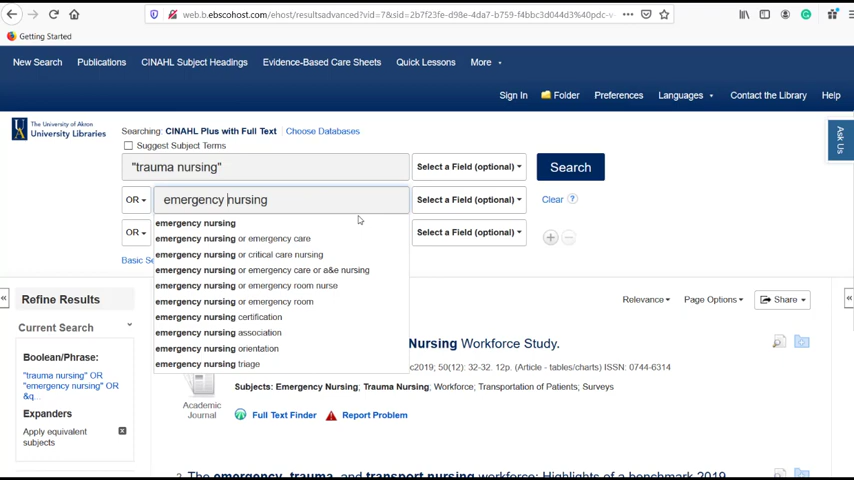 web.b.ebscohost.com/ehost/resultsadvanced?vid=7&sid=2b7f23fe-d98e-4da7-b759-f4bbc3d044d3%40pdc-v-
Getting Started
New Search Publications CINAHL Subject Headings Evidence-Based Care Sheets Quick Lessons More
Sign In Folder Preferences Languages Contact the Library Help
The University of Akron
University Libraries
Searching: CINAHL Plus with Full Text Choose Databases
Suggest Subject Terms
Ask Us
"trauma nursing" Select a Field (optional) Search
OR emergency nursing Select a Field (optional) Clear ?
OR Select a Field (optional)
emergency nursing
emergency nursing or emergency care
emergency nursing or critical care nursing
emergency nursing or emergency care or a&e nursing
emergency nursing or emergency room nurse
emergency nursing or emergency room
emergency nursing certification
emergency nursing association
emergency nursing orientation
emergency nursing triage
Basic Se
Refine Results
Relevance Page Options Share
Current Search
Boolean/Phrase:
"trauma nursing" OR
"emergency nursing" OR
&q...
Expanders
Apply equivalent
subjects
Nursing Workforce Study.
c2019; 50(12): 32-32. 12p. (Article - tables/charts) ISSN: 0744-6314
Subjects: Emergency Nursing; Trauma Nursing; Workforce; Transportation of Patients; Surveys
Academic
Journal
Full Text Finder Report Problem
2. The emergency, trauma, and transport nursing workforce: Highlights of a benchmark 2019